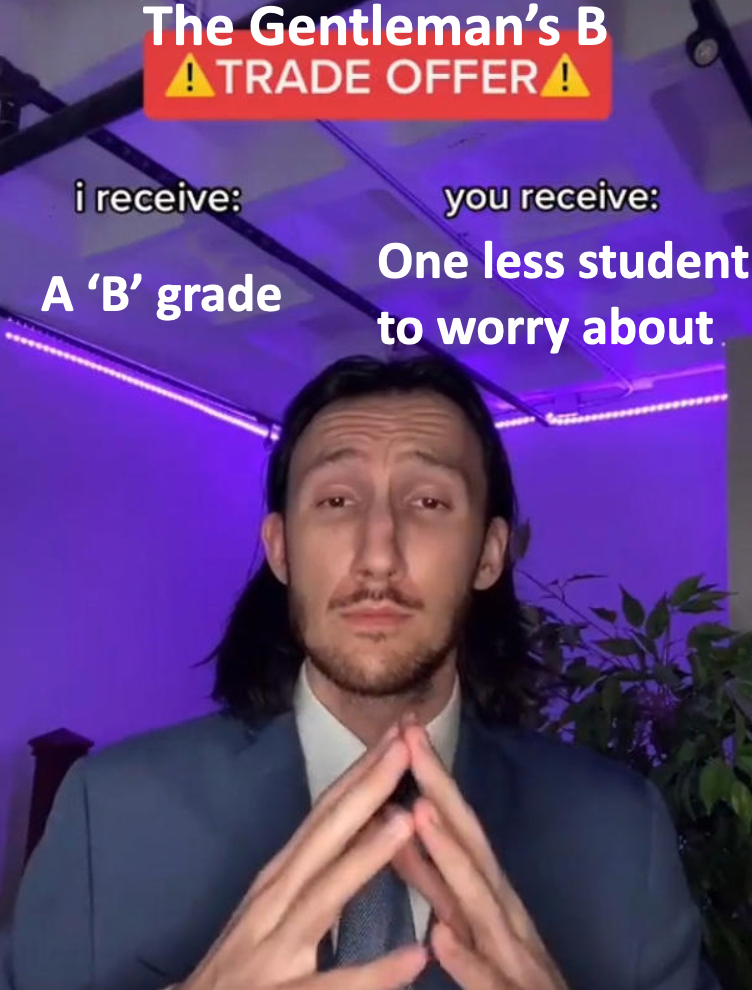 The Gentleman’s B
⚠TRADE OFFER⚠
i receive:
you receive:
A ‘B’ grade
One less student
to worry about